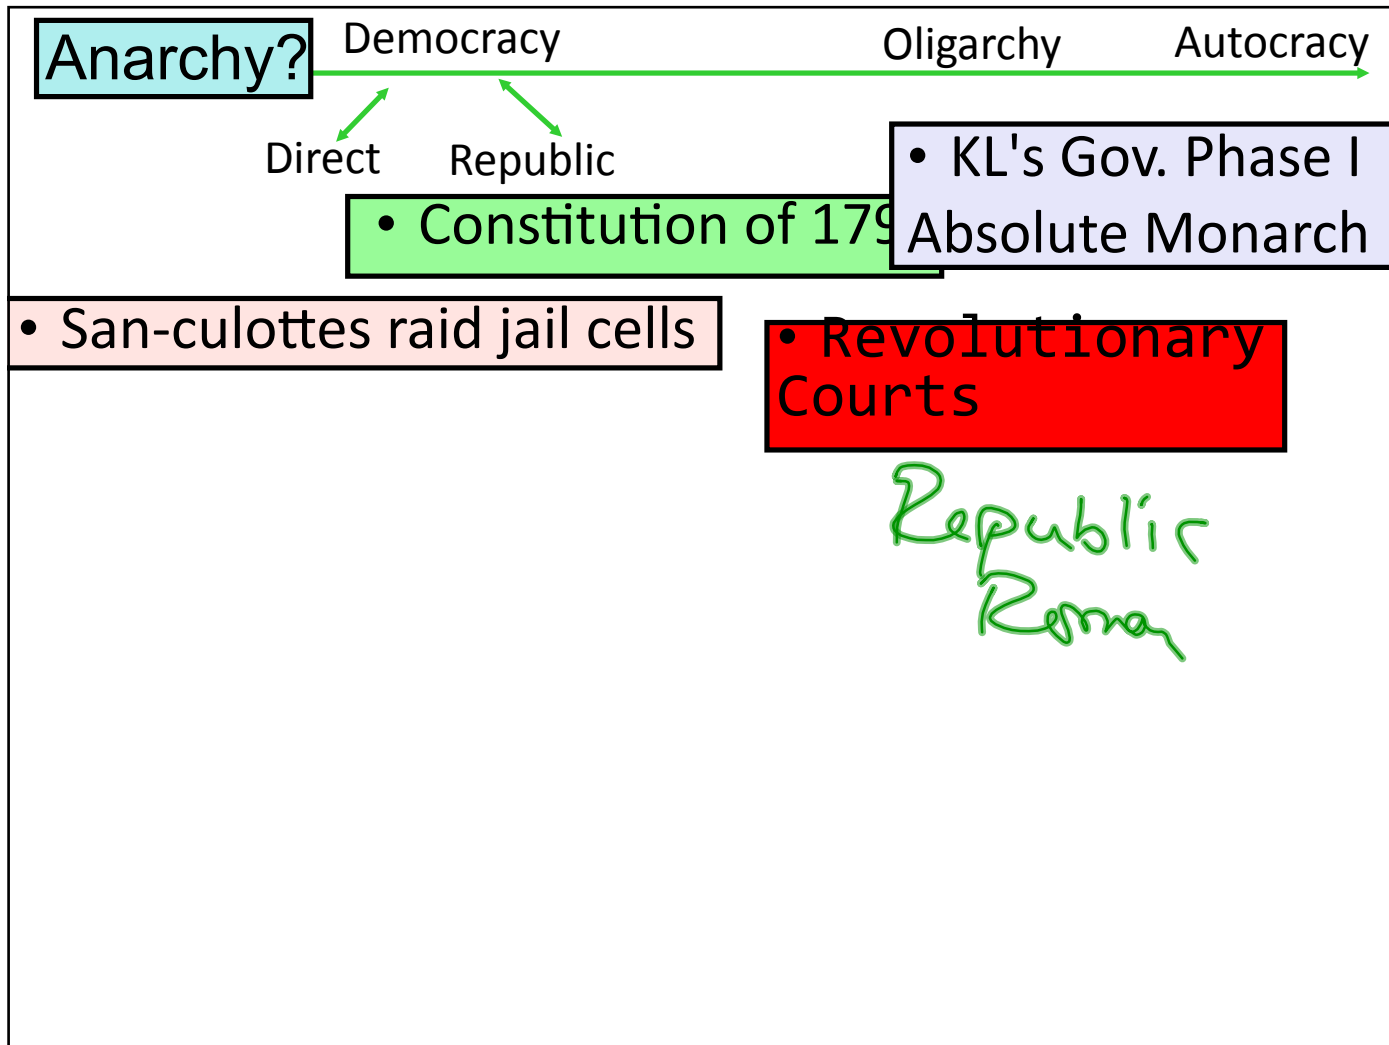 Anarchy?
Democracy
Oligarchy
Autocracy
Direct
Republic
• KL's Gov. Phase I
Absolute Monarch
• Constitution of 179
• San-culottes raid jail cells
• Revolutionary
Courts
Republic
Roman